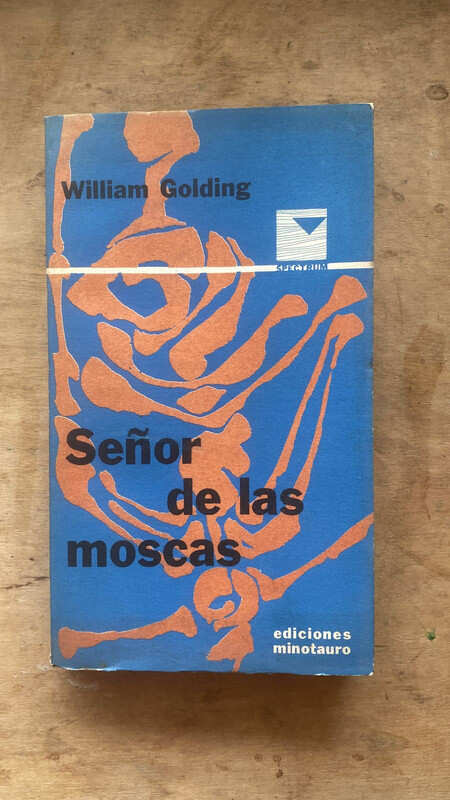 William Golding
SPECTRUM
Señor
de las
moscas
ediciones
minotauro